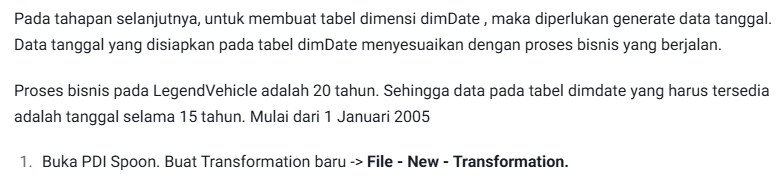 Pada tahapan selanjutnya, untuk membuat tabel dimensi dimDate , maka diperlukan generate data tanggal.
Data tanggal yang disiapkan pada tabel dimDate menyesuaikan dengan proses bisnis yang berjalan.
Proses bisnis pada LegendVehicle adalah 20 tahun. Sehingga data pada tabel dimdate yang harus tersedia
adalah tanggal selama 15 tahun. Mulai dari 1 Januari 2005
1. Buka PDI Spoon. Buat Transformation baru -> File - New - Transformation.